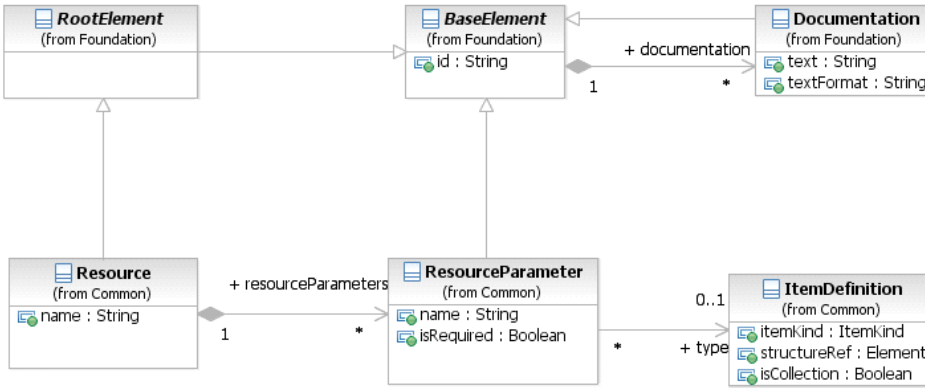 RootElement
(from Foundation)
BaseElement
(from Foundation)
id : String
Documentation
(from Foundation)
text : String
textFormat : String
+ documentation
1
*
Resource
(from Common)
name : String
+ resourceParameters
1
*
ResourceParameter
(from Common)
name : String
isRequired : Boolean
0..1
*
+ type
ItemDefinition
(from Common)
itemKind : ItemKind
structureRef : Element
isCollection : Boolean